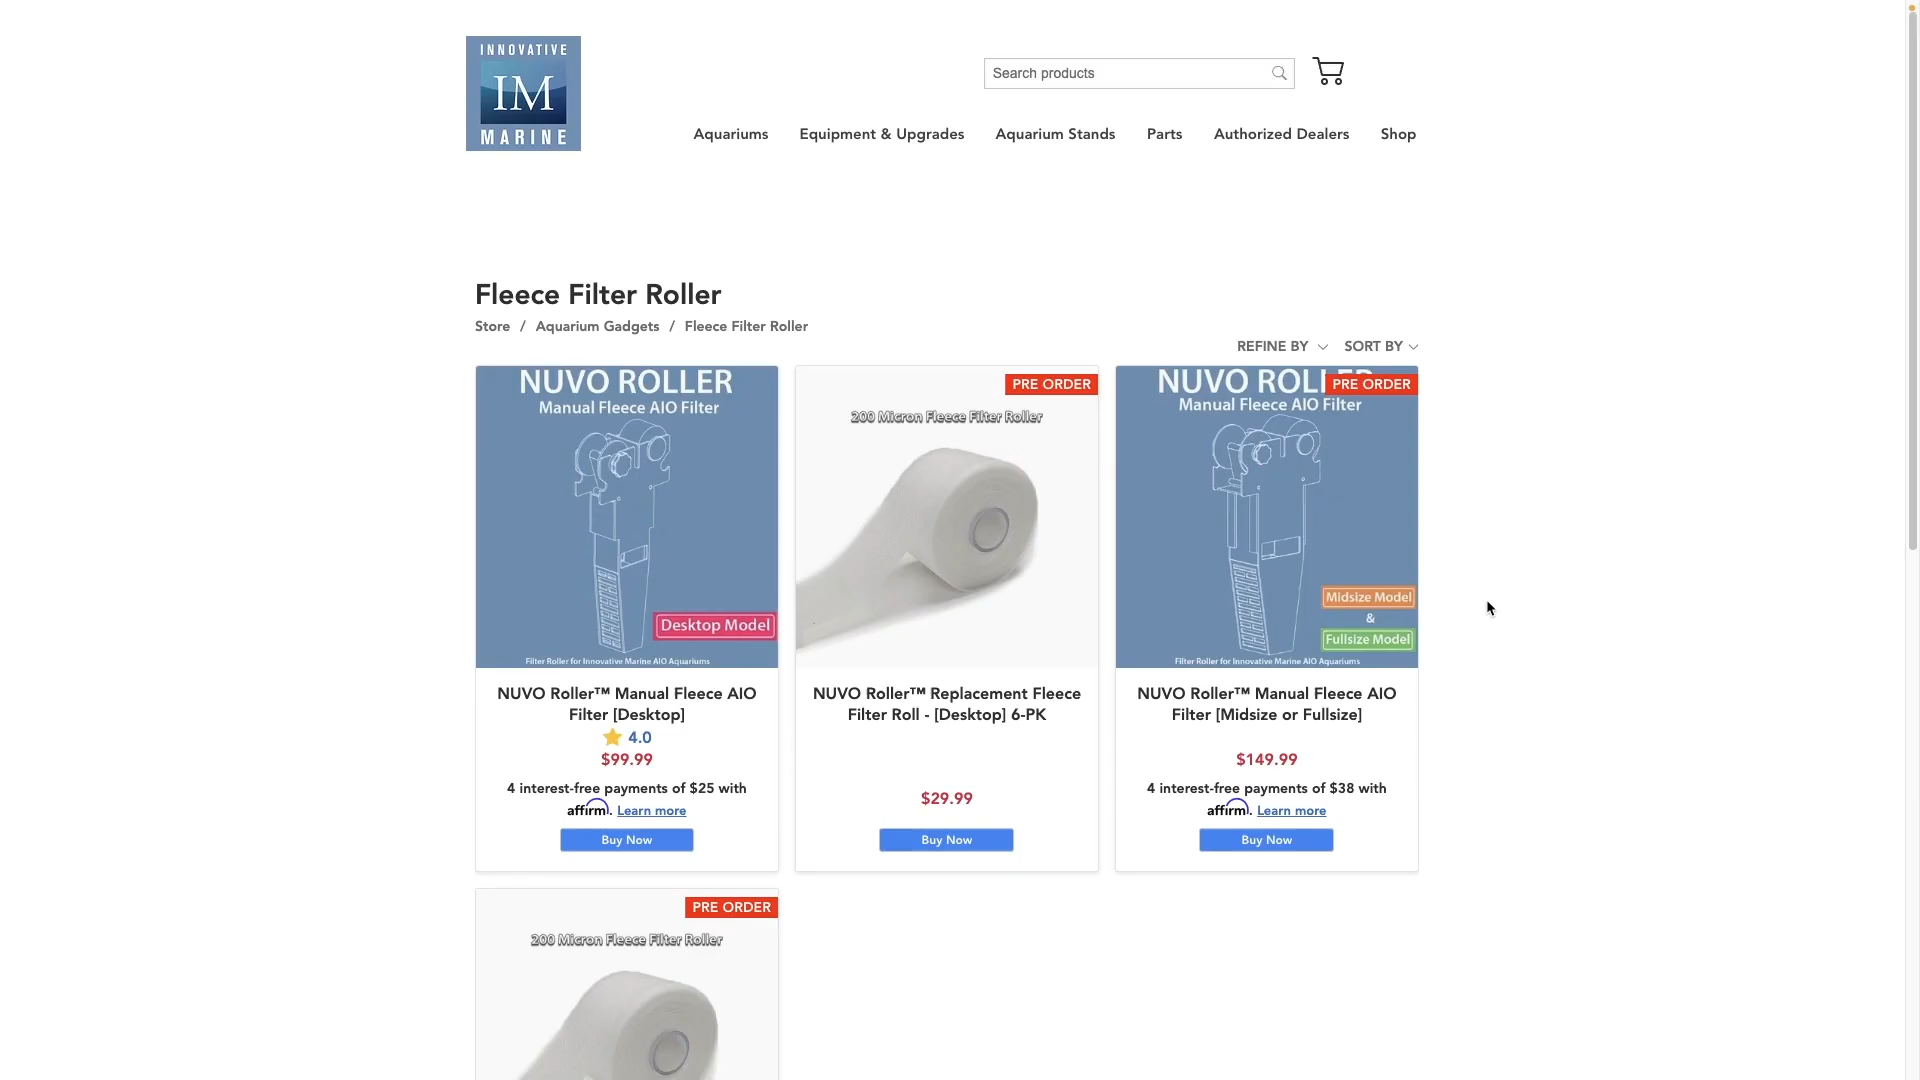 INNOVATIVE
IM
MARINE
Search products
Aquariums Equipment & Upgrades Aquarium Stands Parts Authorized Dealers Shop
Fleece Filter Roller
Store / Aquarium Gadgets / Fleece Filter Roller
REFINE BY SORT BY
NUVO ROLLER
Manual Fleece AIO Filter
Desktop Model
Filter Roller for Innovative Marine AIO Aquariums
NUVO Roller™ Manual Fleece AIO
Filter [Desktop]
4.0
$99.99
4 interest-free payments of $25 with
affirm. Learn more
Buy Now
PRE ORDER
200 Micron Fleece Filter Roller
NUVO Roller™ Replacement Fleece
Filter Roll - [Desktop] 6-PK
$29.99
Buy Now
NUVO ROLLER
PRE ORDER
Manual Fleece AIO Filter
Midsize Model
&
Fullsize Model
Filter Roller for Innovative Marine AIO Aquariums
NUVO Roller™ Manual Fleece AIO
Filter [Midsize or Fullsize]
$149.99
4 interest-free payments of $38 with
affirm. Learn more
Buy Now
PRE ORDER
200 Micron Fleece Filter Roller